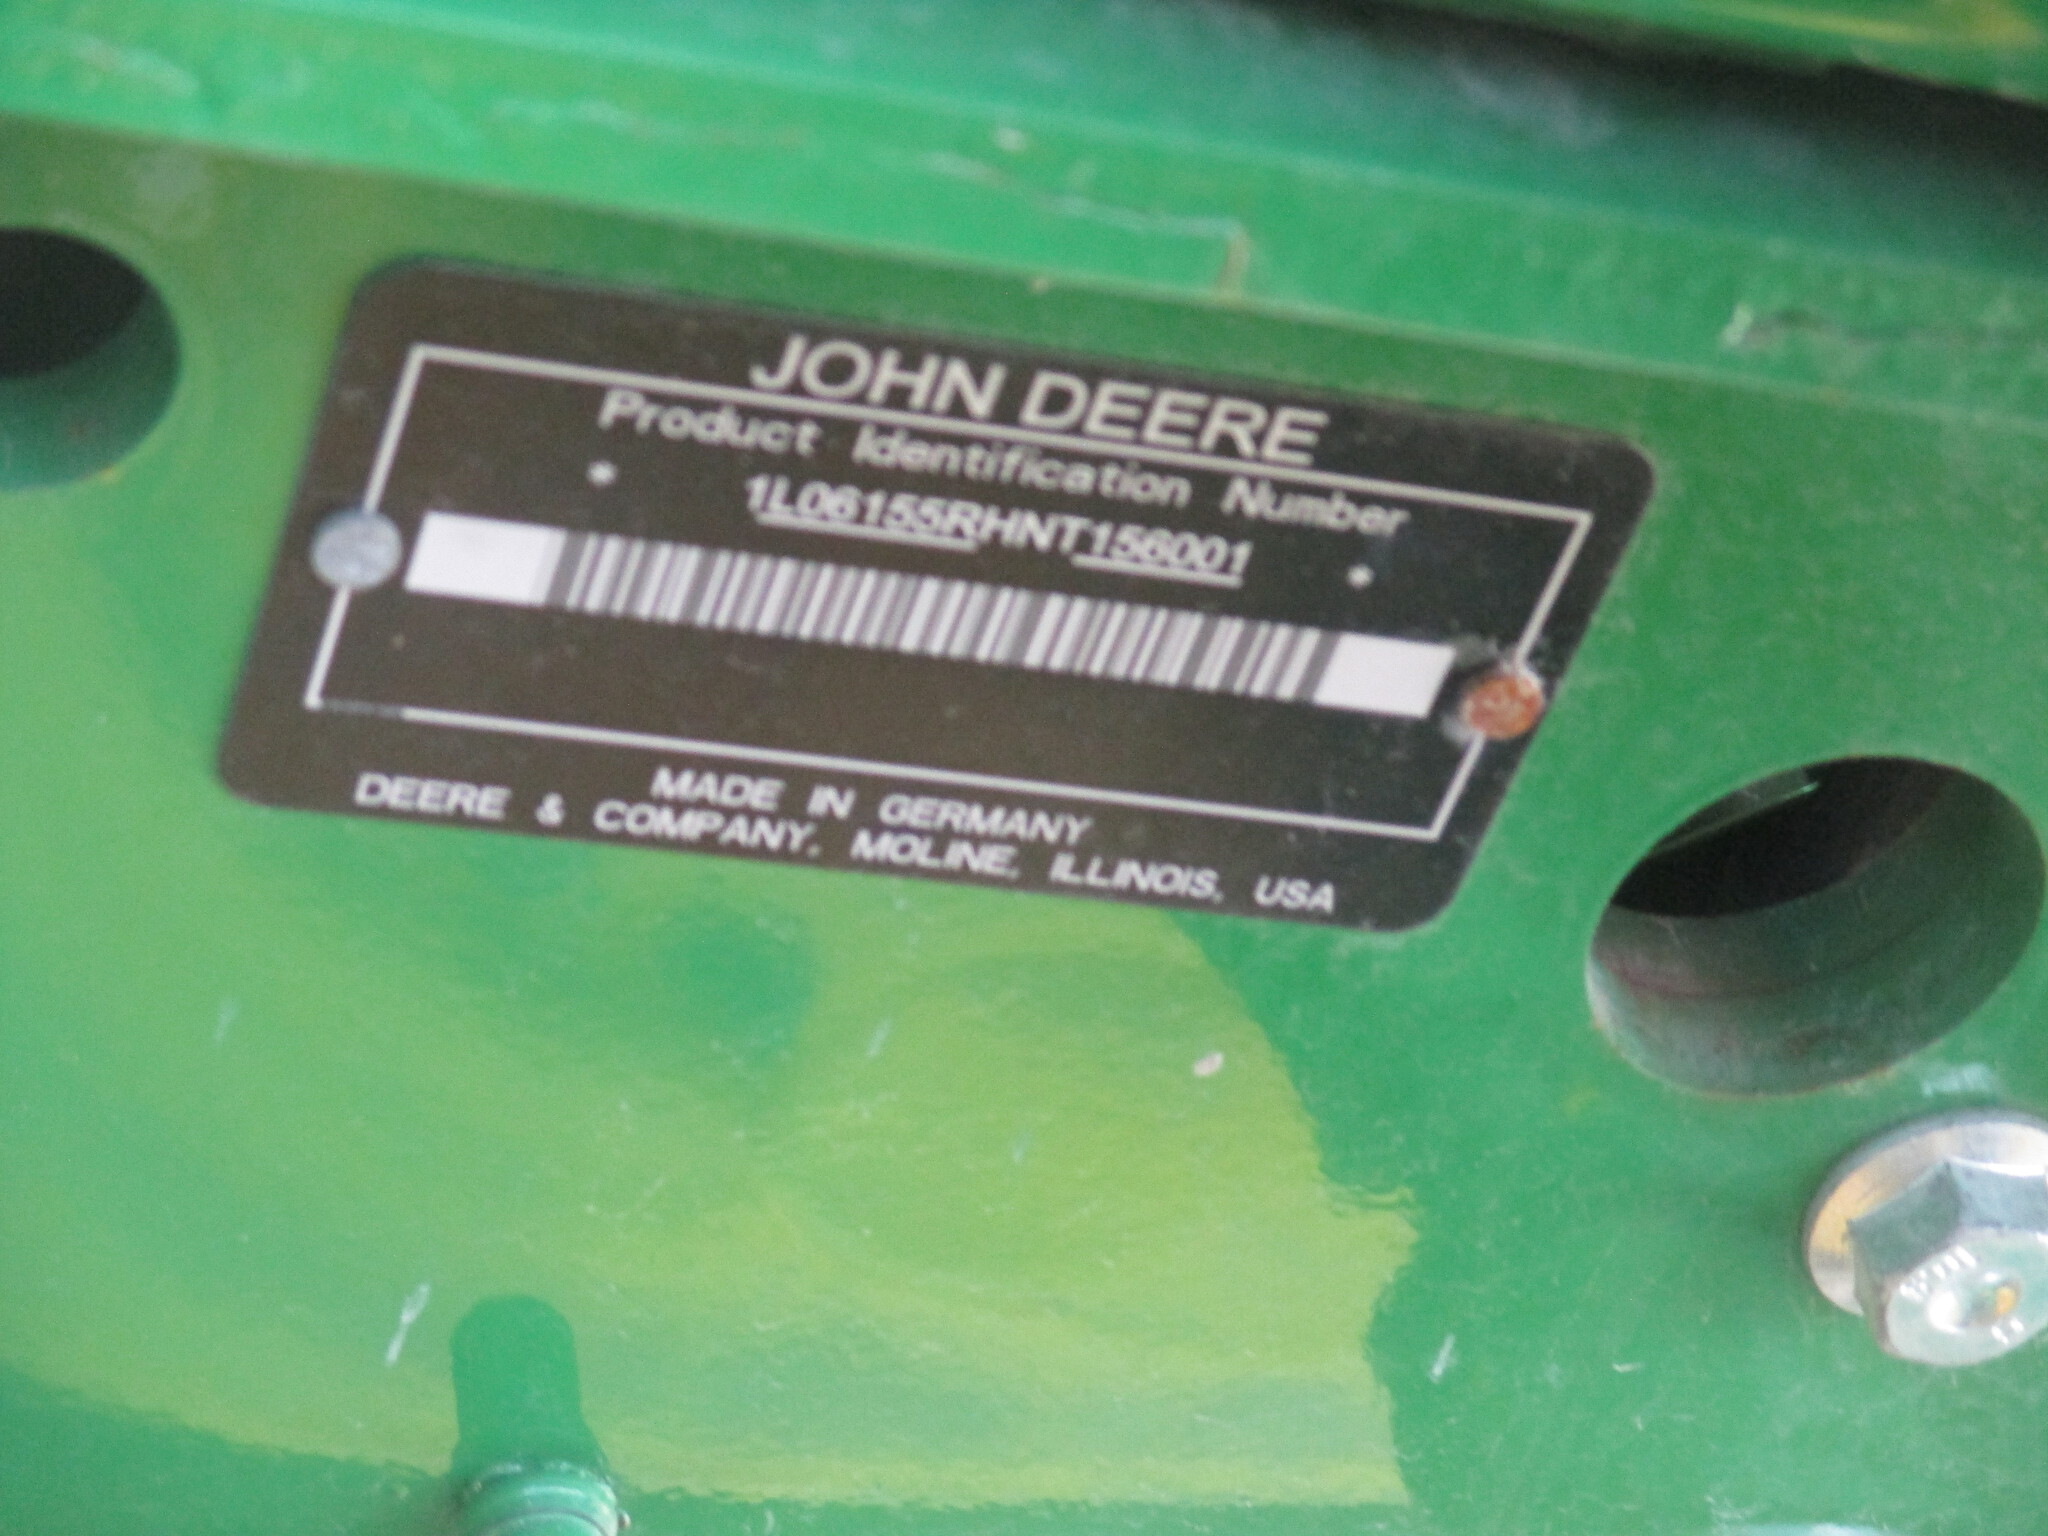 JOHN DEERE
Product Identification Number
* 1L06155RHNT156001 *
MADE IN GERMANY
DEERE & COMPANY, MOLINE, ILLINOIS, USA